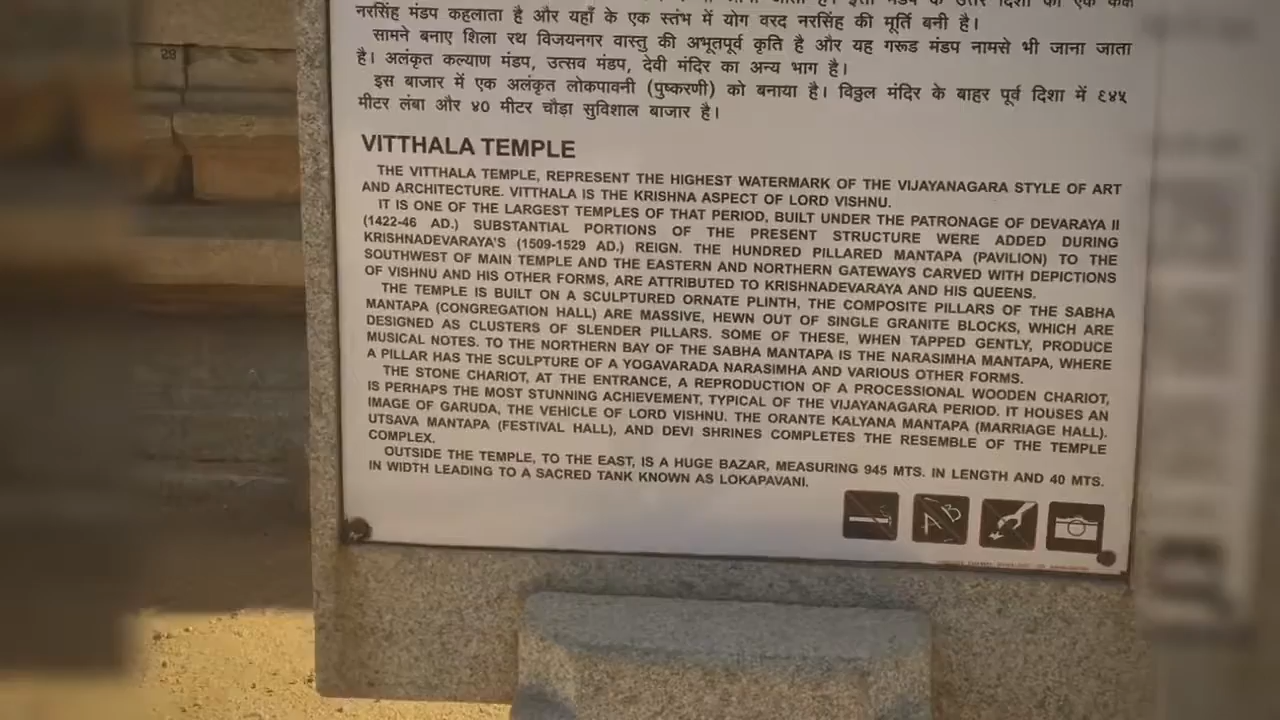 नरसिंह मंडप कहलाता है और यहाँ के एक स्तंभ में योग वरद नरसिंह की मूर्ति बनी है।
सामने बनाए शिला रथ विजयनगर वास्तु की अभूतपूर्व कृति है और यह गरूड मंडप नामसे भी जाना जाता
है। अलंकृत कल्याण मंडप, उत्सव मंडप, देवी मंदिर का अन्य भाग है।
इस बाजार में एक अलंकृत लोकपावनी (पुष्करणी) को बनाया है। विठ्ठल मंदिर के बाहर पूर्व दिशा में ९४५
मीटर लंबा और ४० मीटर चौड़ा सुविशाल बाजार है।
VITTHALA TEMPLE
THE VITTHALA TEMPLE, REPRESENT THE HIGHEST WATERMARK OF THE VIJAYANAGARA STYLE OF ART
AND ARCHITECTURE. VITTHALA IS THE KRISHNA ASPECT OF LORD VISHNU.
IT IS ONE OF THE LARGEST TEMPLES OF THAT PERIOD, BUILT UNDER THE PATRONAGE OF DEVARAYA II
(1422-46 AD.) SUBSTANTIAL PORTIONS OF THE PRESENT STRUCTURE WERE ADDED DURING
KRISHNADEVARAYA'S (1509-1529 AD.) REIGN. THE HUNDRED PILLARED MANTAPA (PAVILION) TO THE
SOUTHWEST OF MAIN TEMPLE AND THE EASTERN AND NORTHERN GATEWAYS CARVED WITH DEPICTIONS
OF VISHNU AND HIS OTHER FORMS, ARE ATTRIBUTED TO KRISHNADEVARAYA AND HIS QUEENS.
THE TEMPLE IS BUILT ON A SCULPTURED ORNATE PLINTH, THE COMPOSITE PILLARS OF THE SABHA
MANTAPA (CONGREGATION HALL) ARE MASSIVE, HEWN OUT OF SINGLE GRANITE BLOCKS, WHICH ARE
DESIGNED AS CLUSTERS OF SLENDER PILLARS. SOME OF THESE, WHEN TAPPED GENTLY, PRODUCE
MUSICAL NOTES. TO THE NORTHERN BAY OF THE SABHA MANTAPA IS THE NARASIMHA MANTAPA, WHERE
A PILLAR HAS THE SCULPTURE OF A YOGAVARADA NARASIMHA AND VARIOUS OTHER FORMS.
THE STONE CHARIOT, AT THE ENTRANCE, A REPRODUCTION OF A PROCESSIONAL WOODEN CHARIOT,
IS PERHAPS THE MOST STUNNING ACHIEVEMENT, TYPICAL OF THE VIJAYANAGARA PERIOD. IT HOUSES AN
IMAGE OF GARUDA, THE VEHICLE OF LORD VISHNU. THE ORANTE KALYANA MANTAPA (MARRIAGE HALL).
UTSAVA MANTAPA (FESTIVAL HALL), AND DEVI SHRINES COMPLETES THE RESEMBLE OF THE TEMPLE
COMPLEX.
OUTSIDE THE TEMPLE, TO THE EAST, IS A HUGE BAZAR, MEASURING 945 MTS. IN LENGTH AND 40 MTS.
IN WIDTH LEADING TO A SACRED TANK KNOWN AS LOKAPAVANI.
A B
28